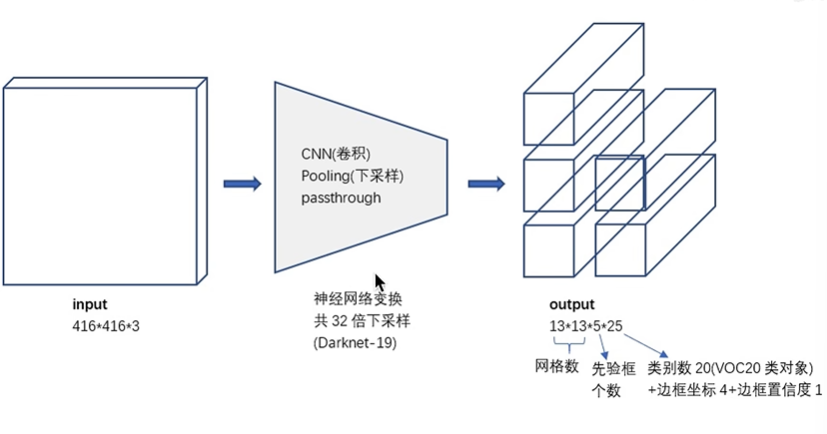 CNN(卷积)
Pooling(下采样)
passthrough
input
416*416*3
神经网络变换
共 32 倍下采样
(Darknet-19)
output
13*13*5*25
网格数
先验框
个数
类别数 20(VOC20 类对象)
+边框坐标 4+边框置信度 1